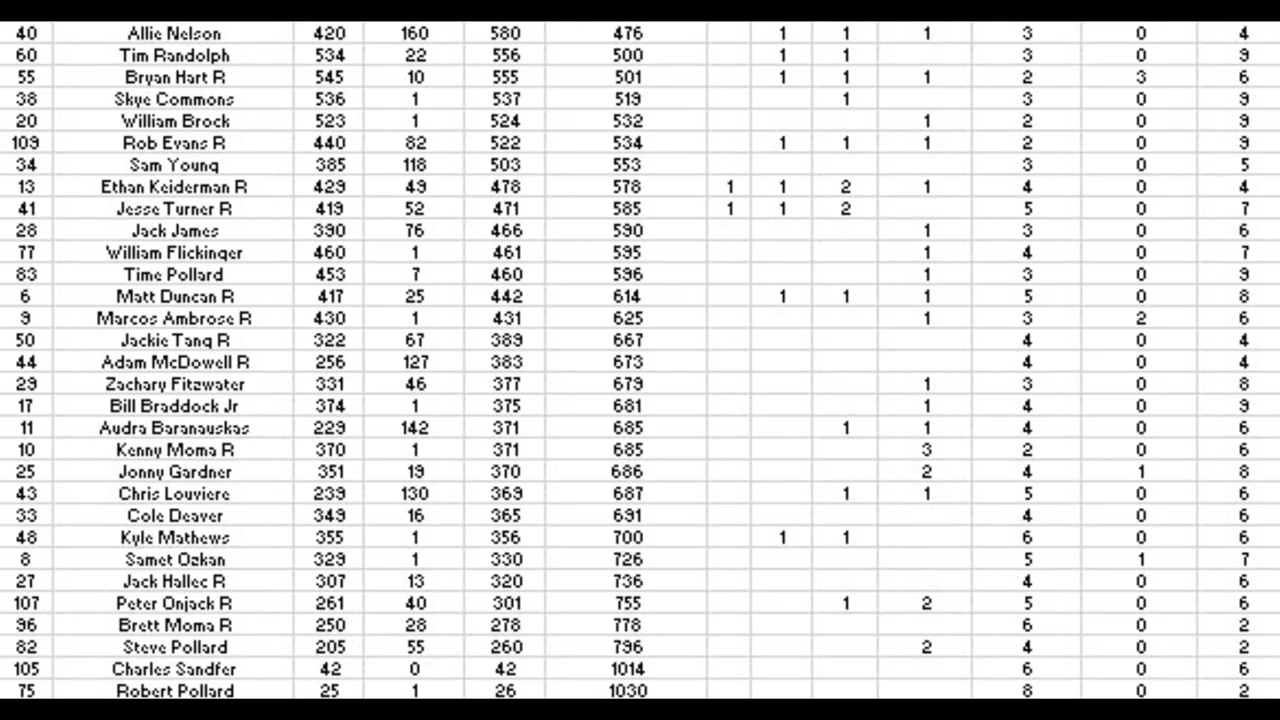 40 Allie Nelson 420 160 580 476 1 1 1 3 0 4
60 Tim Randolph 534 22 556 500 1 1 3 0 9
55 Bryan Hart R 545 10 555 501 1 1 1 2 3 6
38 Skye Commons 536 1 537 519 1 3 0 9
20 William Brock 523 1 524 532 1 2 0 9
109 Rob Evans R 440 82 522 534 1 1 1 2 0 9
34 Sam Young 385 118 503 553 3 0 5
13 Ethan Keiderman R 429 49 478 578 1 1 2 1 4 0 4
41 Jesse Turner R 419 52 471 585 1 1 2 5 0 7
28 Jack James 390 76 466 590 1 3 0 6
77 William Flickinger 460 1 461 595 1 4 0 7
83 Time Pollard 453 7 460 596 1 3 0 9
6 Matt Duncan R 417 25 442 614 1 1 1 5 0 8
9 Marcos Ambrose R 430 1 431 625 1 3 2 6
50 Jackie Tang R 322 67 389 667 4 0 4
44 Adam McDowell R 256 127 383 673 4 0 4
29 Zachary Fitzwater 331 46 377 679 1 3 0 8
17 Bill Braddock Jr 374 1 375 681 1 4 0 9
11 Audra Baranauskas 229 142 371 685 1 1 4 0 6
10 Kenny Moma R 370 1 371 685 3 2 0 6
25 Jonny Gardner 351 19 370 686 2 4 1 8
43 Chris Louviere 239 130 369 687 1 1 5 0 6
33 Cole Deaver 349 16 365 691 4 0 6
48 Kyle Mathews 355 1 356 700 1 1 6 0 6
8 Samet Ozkan 329 1 330 726 5 1 7
27 Jack Hallec R 307 13 320 736 4 0 6
107 Peter Onjack R 261 40 301 755 1 2 5 0 6
96 Brett Moma R 250 28 278 778 6 0 2
82 Steve Pollard 205 55 260 796 2 4 0 2
105 Charles Sandfer 42 0 42 1014 6 0 6
75 Robert Pollard 25 1 26 1030 8 0 2